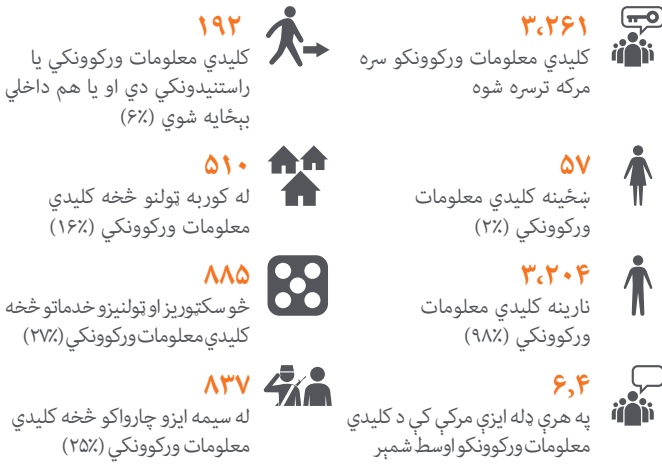 ۳،۲۶۱
کليدي معلومات ورکوونکو سره
مرکه ترسره شوه
۱۹۲
کليدي معلومات ورکوونکي يا
راستنيدونکي دي او يا هم داخلي
بېځايه شوي (۶٪)
۵۷
ښځينه کليدي معلومات
ورکوونکي (۲٪)
۵۱۰
له کوربه ټولنو څخه کليدي
معلومات ورکوونکي (۱۶٪)
۳،۲۰۴
نارينه کليدي معلومات
ورکوونکي (۹۸٪)
۸۸۵
څو سکتوريز او ټولنيزو خدماتو څخه
کليدي معلومات ورکوونکي (۲۷٪)
۶,۴
په هرې ډله ايزې مرکې کې د کليدي
معلومات ورکوونکو اوسط شمېر
۸۳۷
له سيمه ايزو چارواکو څخه کليدي
معلومات ورکوونکي (۲۵٪)